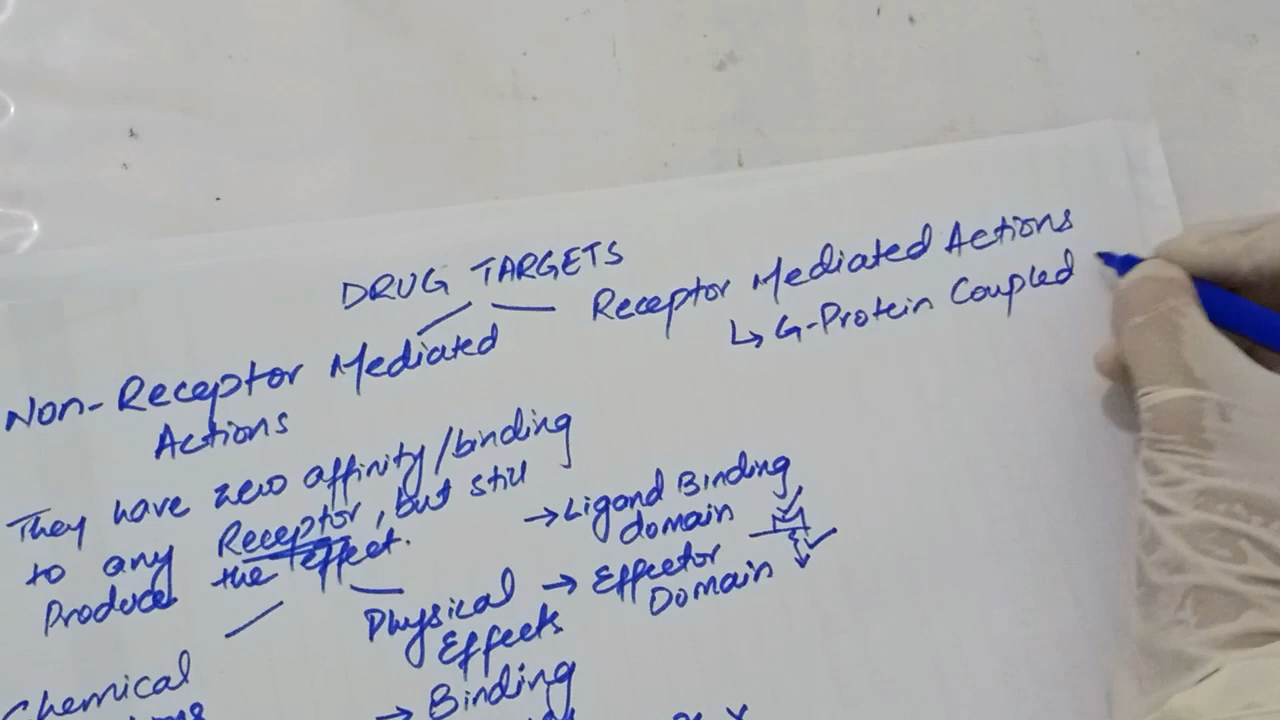 DRUG TARGETS
Receptor Mediated Actions
↳ G-Protein Coupled
Non-Receptor Mediated
Actions
They have zero affinity/binding
to any Receptor, but still
Produce the effect.
→ Ligand Binding
domain
→ Effector
Domain
Physical
Effects
Chemical
→ Binding